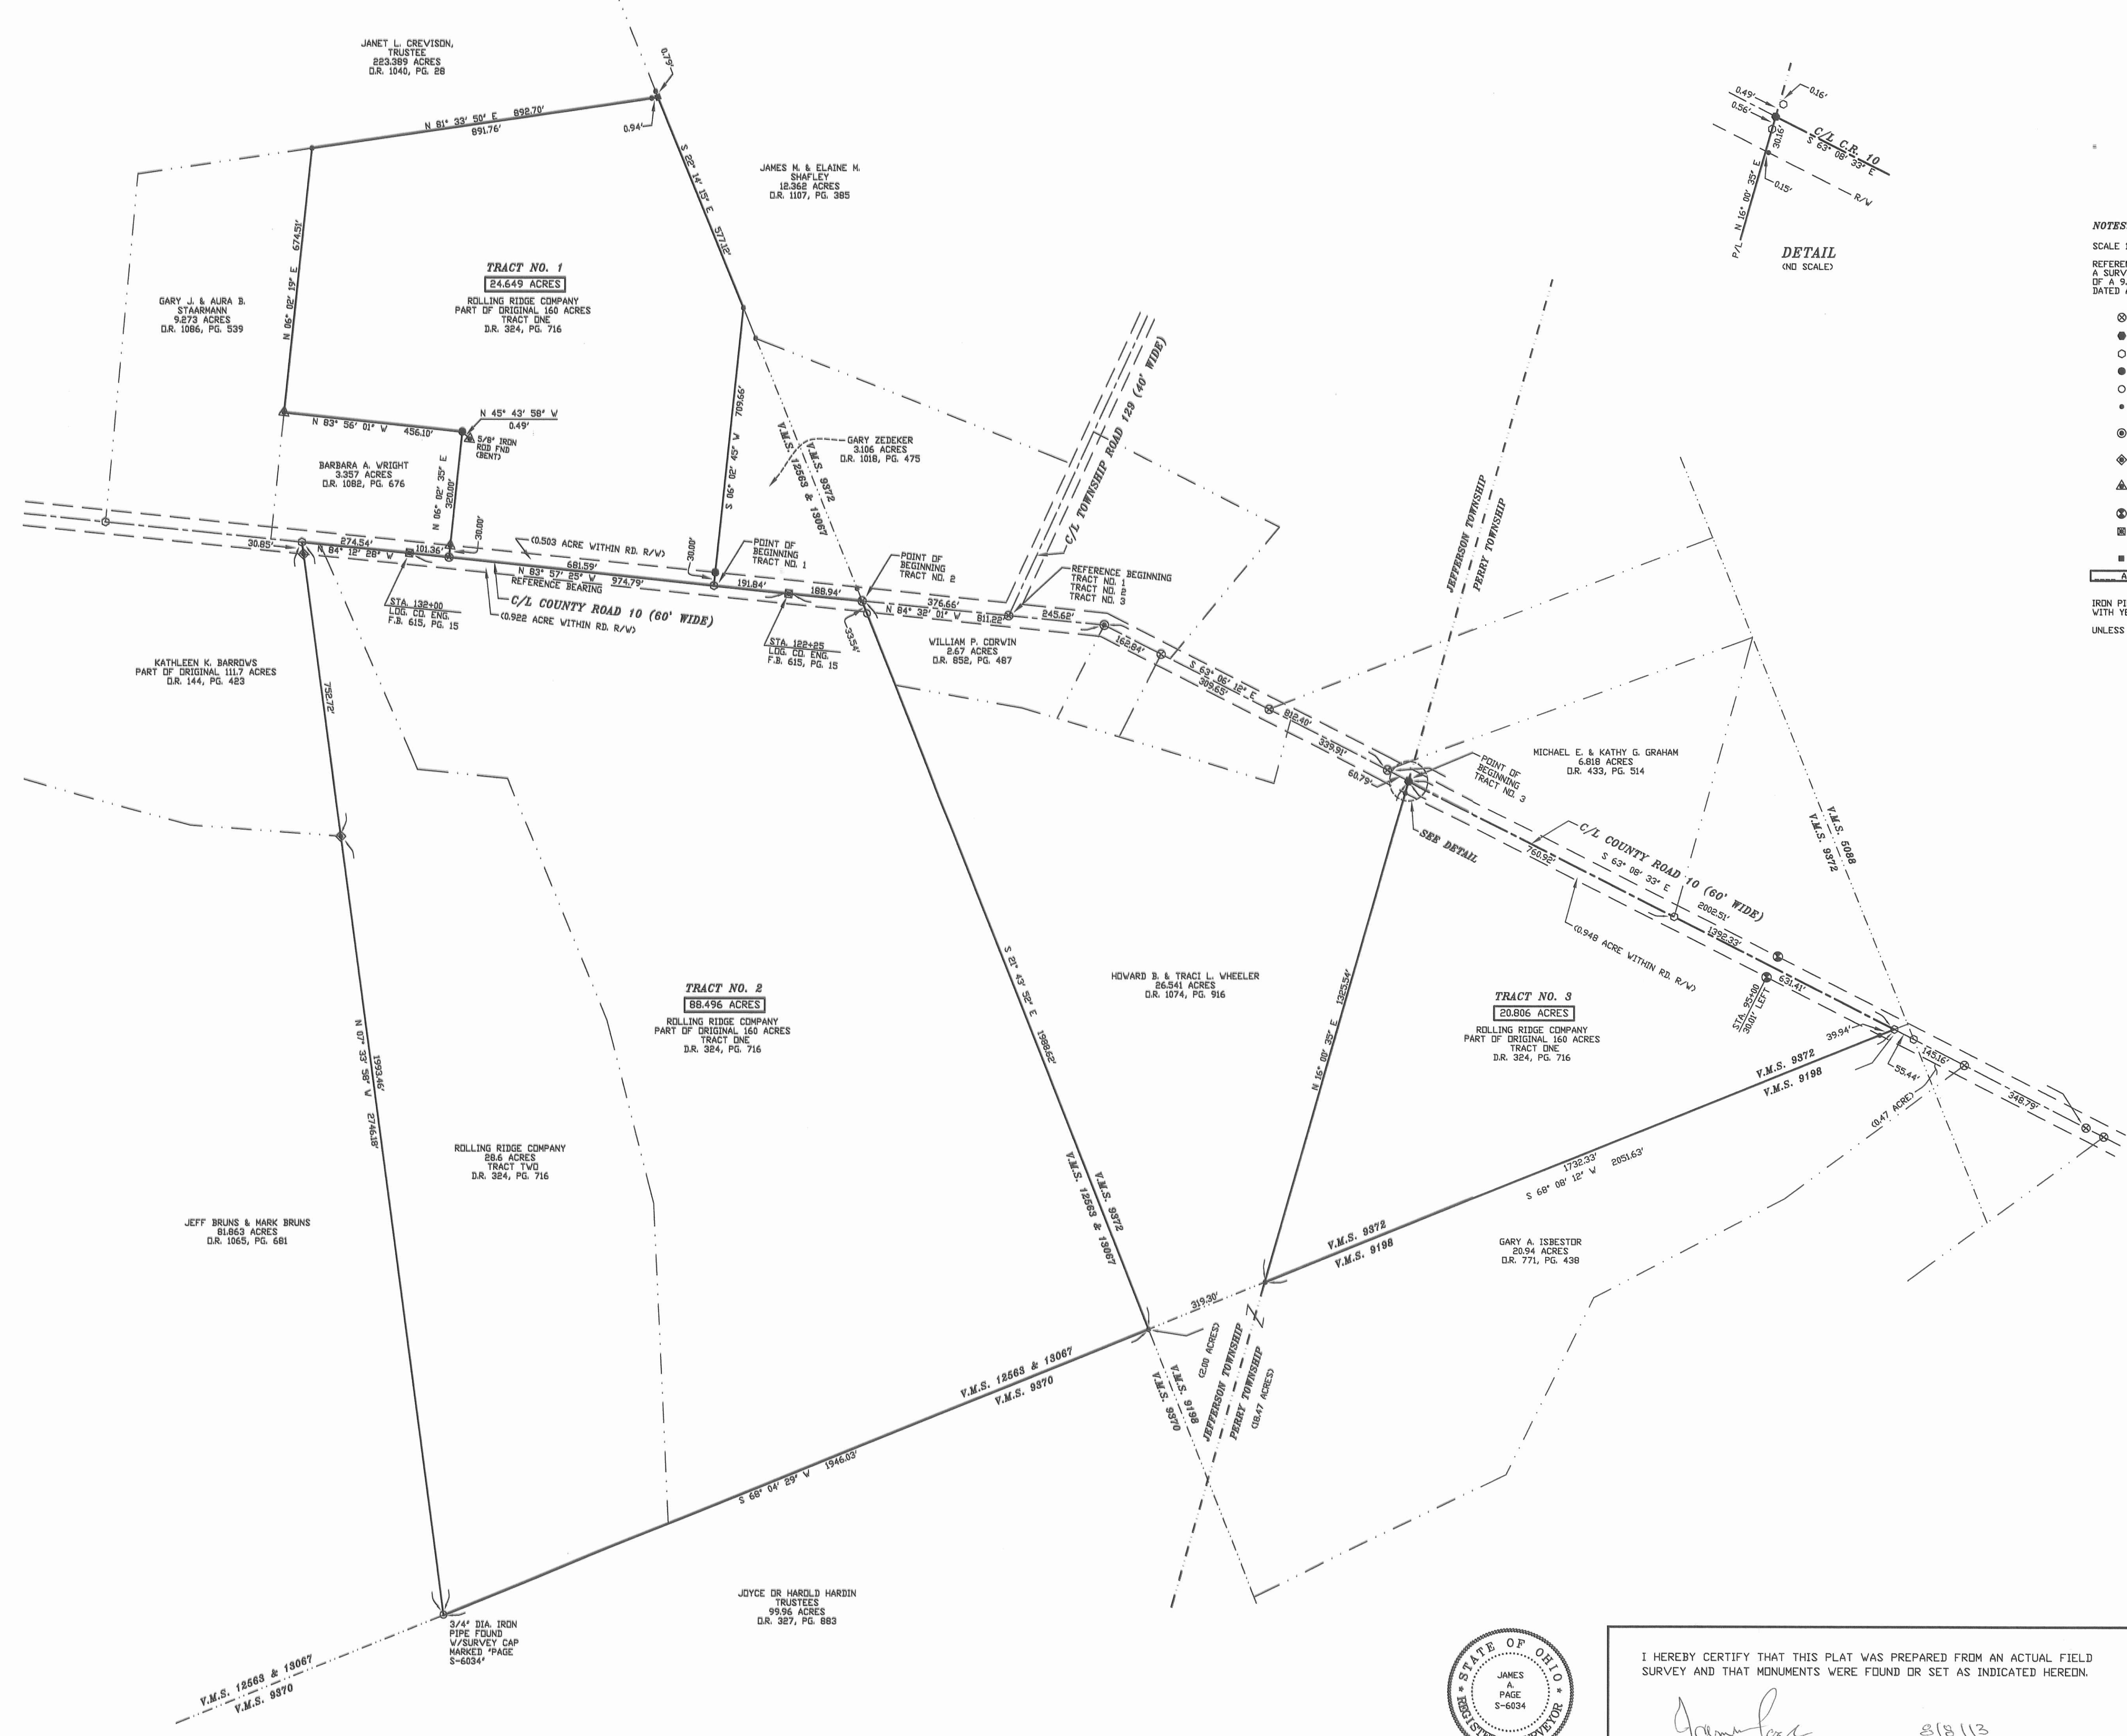 JANET L. CREVISON,
TRUSTEE
223.389 ACRES
D.R. 1040, PG. 28
0.79'
N 81° 33' 50" E 892.70'
891.76'
0.94'
S 22° 14' 15" E 577.12'
JAMES M. & ELAINE M.
SHAFLEY
12.362 ACRES
D.R. 1107, PG. 385
0.49'
0.56'
0.16'
C/L C.R. 10
S 63° 08' 33" E
30.16'
0.15'
R/W
P/L N 16° 00' 35" E
DETAIL
(NO SCALE)
NOTES
SCALE
A SURV
OF A 9.
DATED
IRON PI
WITH YE
UNLESS
N 06° 02' 19" E 674.51'
TRACT NO. 1
24.649 ACRES
ROLLING RIDGE COMPANY
PART OF ORIGINAL 160 ACRES
TRACT ONE
D.R. 324, PG. 716
GARY J. & AURA B.
STAARMANN
9.273 ACRES
D.R. 1086, PG. 539
N 83° 56' 01" W 456.10'
N 45° 43' 58" W
0.49'
5/8" IRON
ROD FND
(BENT)
BARBARA A. WRIGHT
3.357 ACRES
D.R. 1082, PG. 676
N 06° 02' 35" E
320.00'
30.00'
S 06° 02' 45" W 709.66'
V.M.S. 9372
V.M.S. 12563 & 13067
GARY ZEDEKER
3.106 ACRES
D.R. 1018, PG. 475
C/L TOWNSHIP ROAD 129 (40' WIDE)
JEFFERSON TOWNSHIP
PERRY TOWNSHIP
30.85'
274.54'
N 84° 12' 28" W
101.36'
(0.503 ACRE WITHIN RD. R/W)
681.59'
N 83° 57' 25" W 974.79'
REFERENCE BEARING
C/L COUNTY ROAD 10 (60' WIDE)
(0.922 ACRE WITHIN RD. R/W)
STA. 132+00
LOG. CO. ENG.
F.B. 615, PG. 15
30.00'
POINT OF
BEGINNING
TRACT NO. 1
191.84'
188.94'
STA. 122+25
LOG. CO. ENG.
F.B. 615, PG. 15
POINT OF
BEGINNING
TRACT NO. 2
33.54'
376.66'
N 84° 32' 01" W 811.22'
REFERENCE BEGINNING
TRACT NO. 1
TRACT NO. 2
TRACT NO. 3
245.62'
162.84'
WILLIAM P. CORWIN
2.67 ACRES
D.R. 852, PG. 487
S 63° 06' 12" E
309.65'
812.40'
339.91'
60.79'
POINT OF
BEGINNING
TRACT NO. 3
SEE DETAIL
MICHAEL E. & KATHY G. GRAHAM
6.818 ACRES
D.R. 433, PG. 514
V.M.S. 5088
V.M.S. 9372
C/L COUNTY ROAD 10 (60' WIDE)
S 63° 08' 33" E
2002.51'
760.92'
1392.33'
(0.948 ACRE WITHIN RD. R/W)
631.41'
STA. 95+00
30.01' LEFT
39.94'
55.44'
145.16'
348.79'
(0.47 ACRE)
KATHLEEN K. BARROWS
PART OF ORIGINAL 111.7 ACRES
D.R. 144, PG. 423
752.72'
N 07° 33' 58" W 2746.18'
1993.46'
TRACT NO. 2
88.496 ACRES
ROLLING RIDGE COMPANY
PART OF ORIGINAL 160 ACRES
TRACT ONE
D.R. 324, PG. 716
S 21° 43' 52" E 1988.62'
HOWARD B. & TRACI L. WHEELER
26.541 ACRES
D.R. 1074, PG. 916
N 16° 00' 35" E 1325.54'
TRACT NO. 3
20.806 ACRES
ROLLING RIDGE COMPANY
PART OF ORIGINAL 160 ACRES
TRACT ONE
D.R. 324, PG. 716
V.M.S. 9372
V.M.S. 9198
ROLLING RIDGE COMPANY
28.6 ACRES
TRACT TWO
D.R. 324, PG. 716
V.M.S. 9372
V.M.S. 12563 & 13067
1732.33'
S 68° 08' 12" W 2051.63'
V.M.S. 9372
V.M.S. 9198
GARY A. ISBESTOR
20.94 ACRES
D.R. 771, PG. 438
JEFF BRUNS & MARK BRUNS
81.863 ACRES
D.R. 1065, PG. 681
319.30'
(2.00 ACRES)
JEFFERSON TOWNSHIP
PERRY TOWNSHIP
(18.47 ACRES)
V.M.S. 12563 & 13067
V.M.S. 9370
V.M.S. 9198
V.M.S. 9370
S 68° 04' 29" W 1946.03'
JOYCE OR HAROLD HARDIN
TRUSTEES
99.96 ACRES
D.R. 327, PG. 883
3/4" DIA. IRON
PIPE FOUND
W/SURVEY CAP
MARKED "PAGE
S-6034"
V.M.S. 12563 & 13067
V.M.S. 9370
STATE OF OHIO
JAMES
A.
PAGE
S-6034
I HEREBY CERTIFY THAT THIS PLAT WAS PREPARED FROM AN ACTUAL FIELD
SURVEY AND THAT MONUMENTS WERE FOUND OR SET AS INDICATED HEREON.
8/8/13